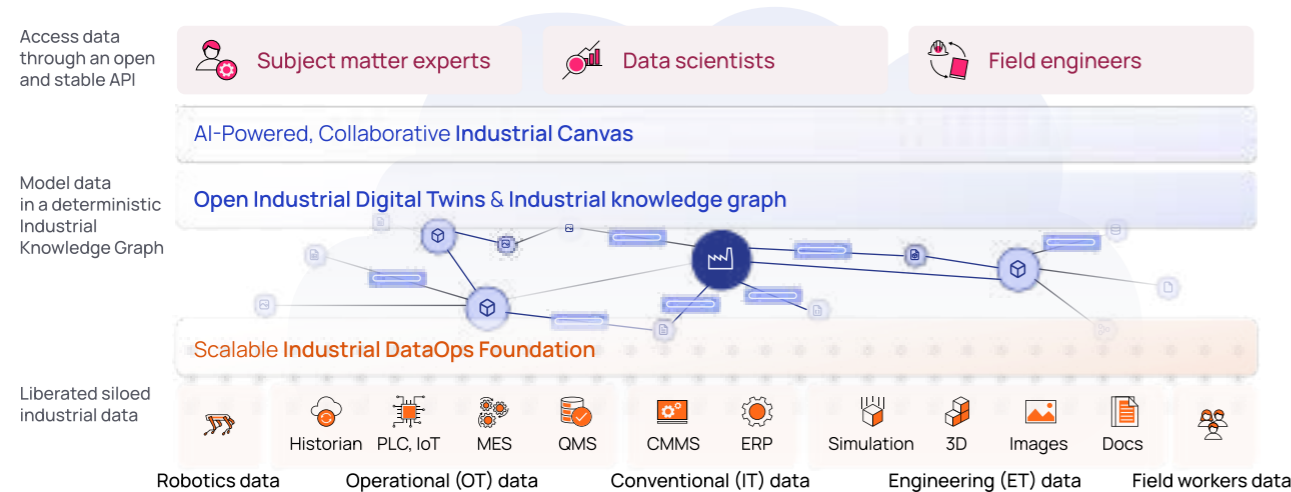 Access data
through an open
and stable API
Subject matter experts
Data scientists
Field engineers
AI-Powered, Collaborative Industrial Canvas
Model data
in a deterministic
Industrial
Knowledge Graph
Open Industrial Digital Twins & Industrial knowledge graph
Scalable Industrial DataOps Foundation
Liberated siloed
industrial data
Historian
PLC, IoT
MES
QMS
CMMS
ERP
Simulation
3D
Images
Docs
Robotics data
Operational (OT) data
Conventional (IT) data
Engineering (ET) data
Field workers data